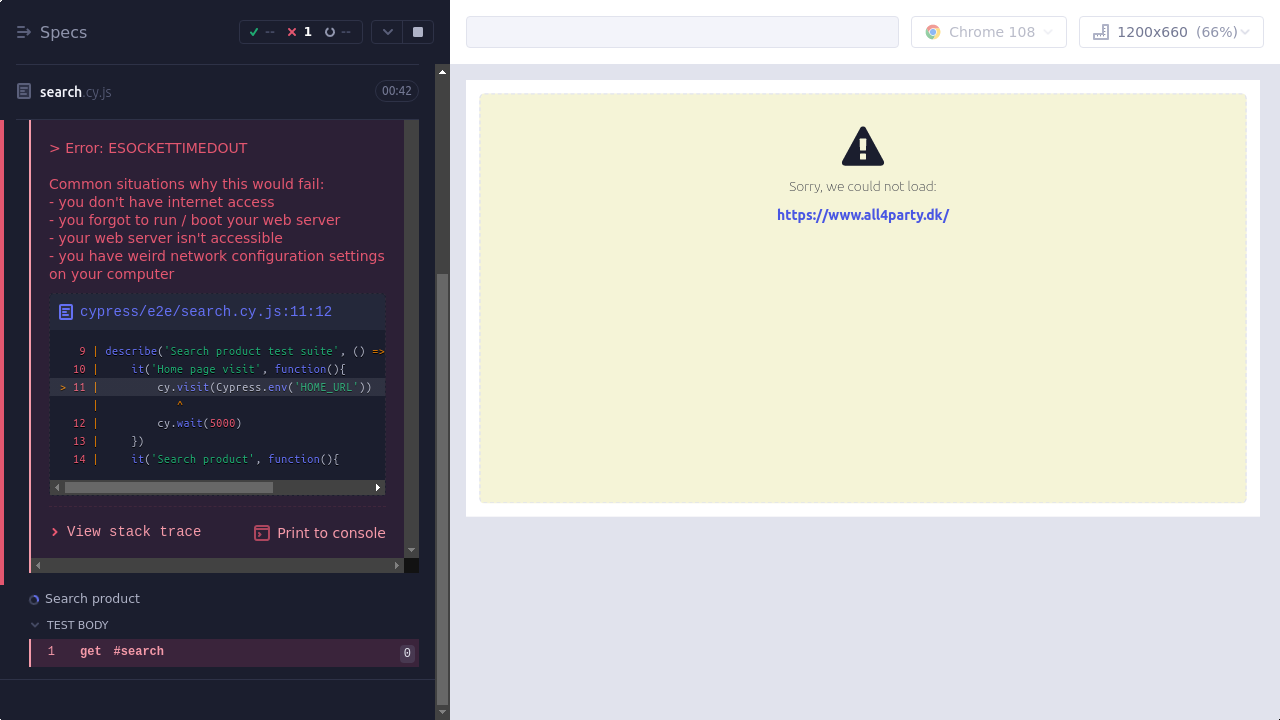 Specs
-- 1 --
search.cy.js
00:42
> Error: ESOCKETTIMEDOUT
Common situations why this would fail:
- you don't have internet access
- you forgot to run / boot your web server
- your web server isn't accessible
- you have weird network configuration settings
on your computer
cypress/e2e/search.cy.js:11:12
9 | describe('Search product test suite', () =>
10 | it('Home page visit', function(){
> 11 | cy.visit(Cypress.env('HOME_URL'))
| ^
12 | cy.wait(5000)
13 | })
14 | it('Search product', function(){
View stack trace
Print to console
Search product
TEST BODY
1 get #search 0
Chrome 108
1200x660 (66%)
Sorry, we could not load:
https://www.all4party.dk/